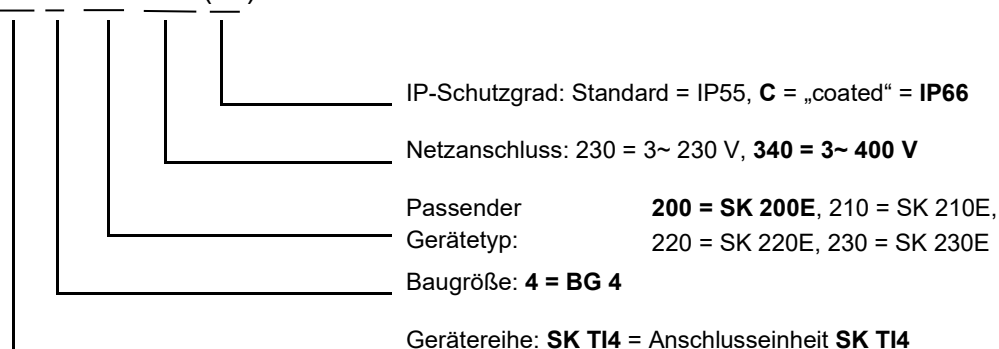 IP-Schutzgrad: Standard = IP55, C = „coated“ = IP66
Netzanschluss: 230 = 3~ 230 V, 340 = 3~ 400 V
Passender 200 = SK 200E, 210 = SK 210E,
Gerätetyp: 220 = SK 220E, 230 = SK 230E
Baugröße: 4 = BG 4
Gerätereihe: SK TI4 = Anschlusseinheit SK TI4